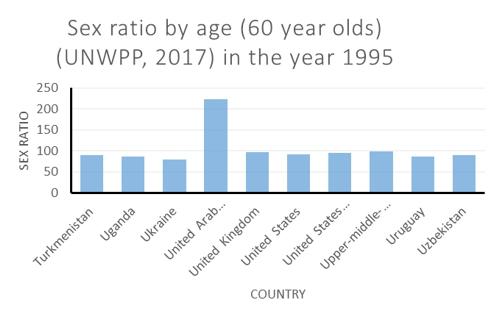 Sex ratio by age (60 year olds)
(UNWPP, 2017) in the year 1995
SEX RATIO
250
200
150
100
50
0
Turkmenistan
Uganda
Ukraine
United Arab...
United Kingdom
United States
United States...
Upper-middle-...
Uruguay
Uzbekistan
COUNTRY